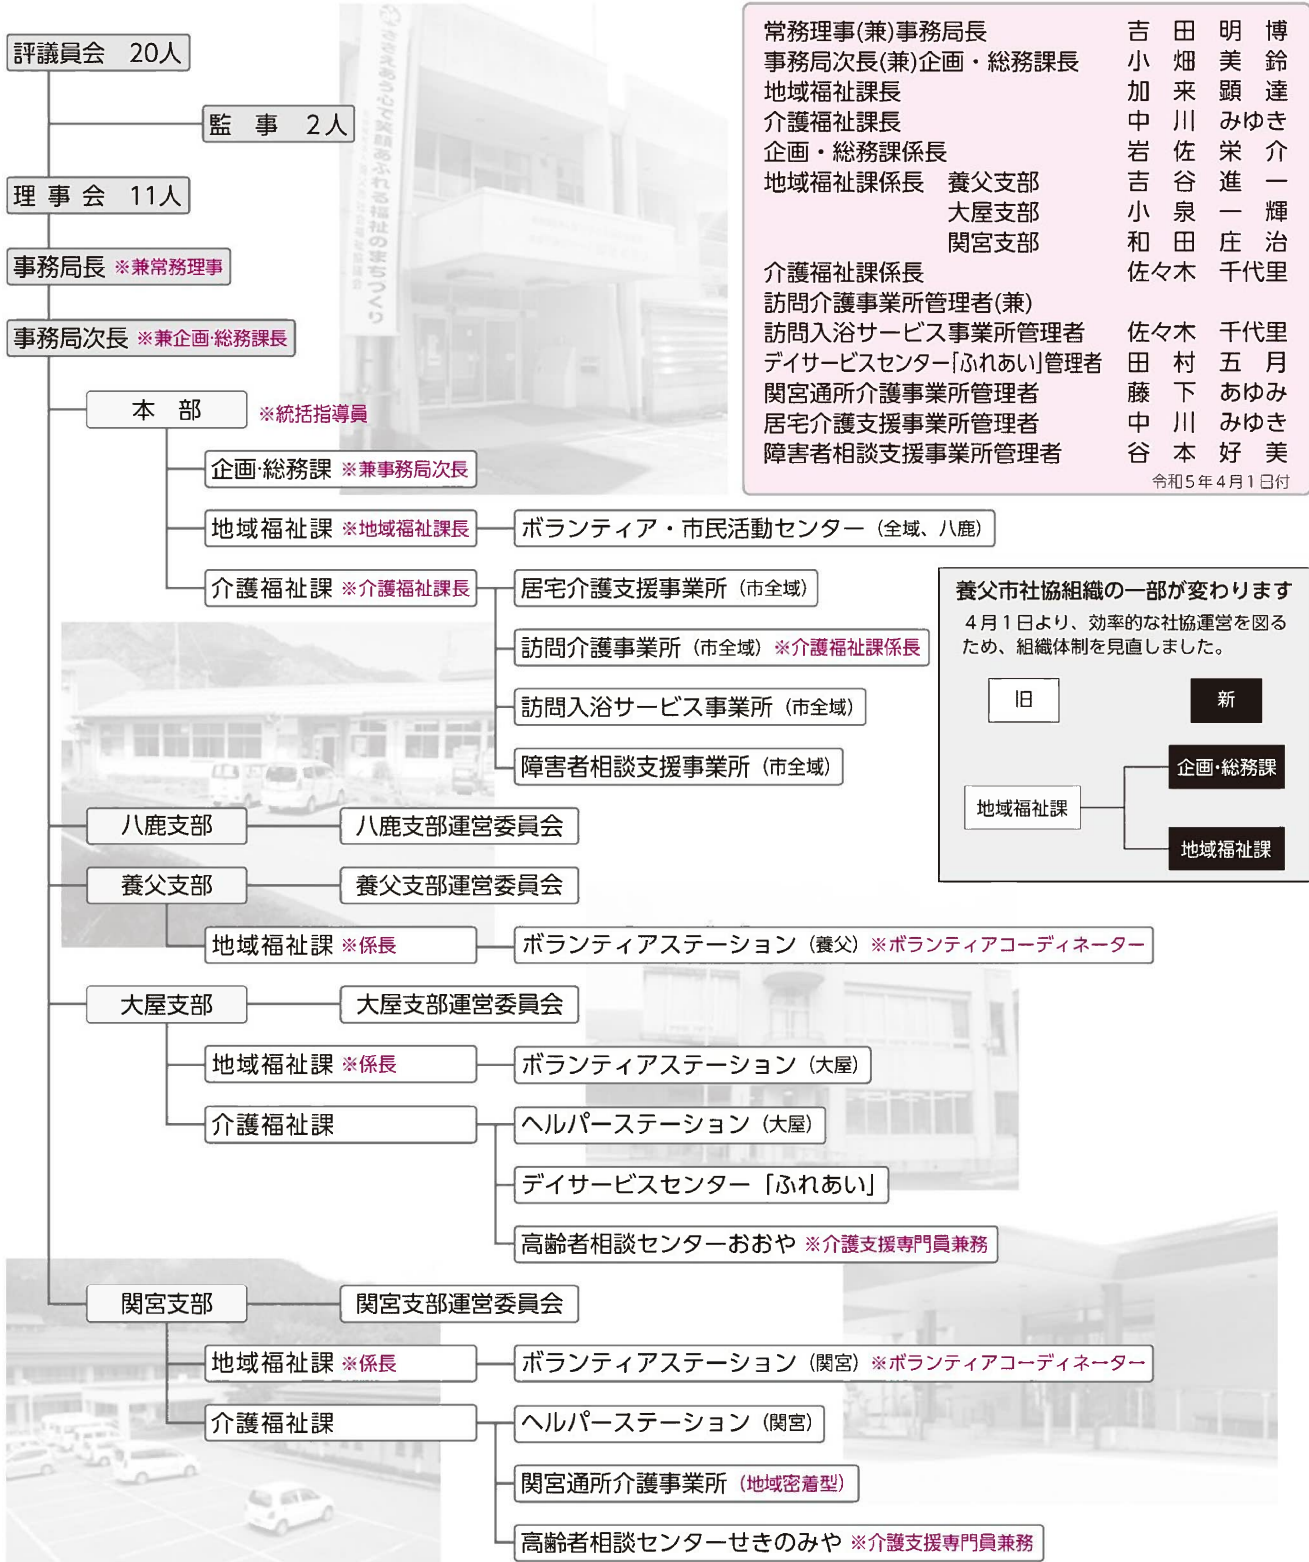 評議員会 20人
監 事 2人
理 事 会 11人
事務局長 ※兼常務理事
事務局次長 ※兼企画・総務課長
本 部 ※統括指導員
企画・総務課 ※兼事務局次長
地域福祉課 ※地域福祉課長
ボランティア・市民活動センター (全域、八鹿)
介護福祉課 ※介護福祉課長
居宅介護支援事業所 (市全域)
訪問介護事業所 (市全域) ※介護福祉課係長
訪問入浴サービス事業所 (市全域)
障害者相談支援事業所 (市全域)
八鹿支部 八鹿支部運営委員会
養父支部 養父支部運営委員会
地域福祉課 ※係長
ボランティアステーション (養父) ※ボランティアコーディネーター
大屋支部 大屋支部運営委員会
地域福祉課 ※係長
ボランティアステーション (大屋)
介護福祉課
ヘルパーステーション (大屋)
デイサービスセンター「ふれあい」
高齢者相談センターおおや ※介護支援専門員兼務
関宮支部 関宮支部運営委員会
地域福祉課 ※係長
ボランティアステーション (関宮) ※ボランティアコーディネーター
介護福祉課
ヘルパーステーション (関宮)
関宮通所介護事業所 (地域密着型)
高齢者相談センターせきのみや ※介護支援専門員兼務
常務理事(兼)事務局長 吉田明博
事務局次長(兼)企画・総務課長 小畑美鈴
地域福祉課長 加来顕達
介護福祉課長 中川みゆき
企画・総務課係長 岩佐栄介
地域福祉課係長 養父支部 吉谷進一
大屋支部 小泉一輝
関宮支部 和田庄治
介護福祉課係長 佐々木千代里
訪問介護事業所管理者(兼)
訪問入浴サービス事業所管理者 佐々木千代里
デイサービスセンター「ふれあい」管理者 田村五月
関宮通所介護事業所管理者 藤下あゆみ
居宅介護支援事業所管理者 中川みゆき
障害者相談支援事業所管理者 谷本好美
令和5年4月1日付
養父市社協組織の一部が変わります
4月1日より、効率的な社協運営を図る
ため、組織体制を見直しました。
旧 新
企画・総務課
地域福祉課
地域福祉課
ささえあう心で笑顔あふれる福祉のまちづくり